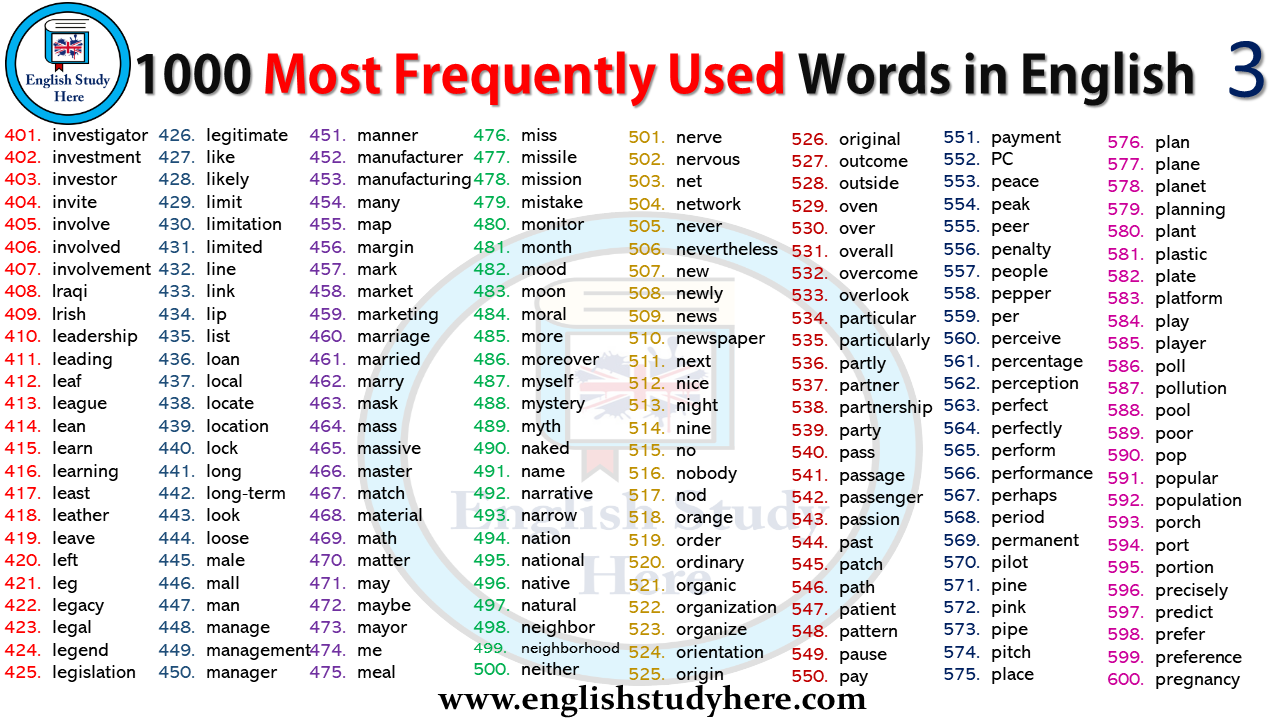 English Study
Here
1000 Most Frequently Used Words in English 3
401. investigator
402. investment
403. investor
404. invite
405. involve
406. involved
407. involvement
408. Iraqi
409. Irish
410. leadership
411. leading
412. leaf
413. league
414. lean
415. learn
416. learning
417. least
418. leather
419. leave
420. left
421. leg
422. legacy
423. legal
424. legend
425. legislation
426. legitimate
427. like
428. likely
429. limit
430. limitation
431. limited
432. line
433. link
434. lip
435. list
436. loan
437. local
438. locate
439. location
440. lock
441. long
442. long-term
443. look
444. loose
445. male
446. mall
447. man
448. manage
449. management
450. manager
451. manner
452. manufacturer
453. manufacturing
454. many
455. map
456. margin
457. mark
458. market
459. marketing
460. marriage
461. married
462. marry
463. mask
464. mass
465. massive
466. master
467. match
468. material
469. math
470. matter
471. may
472. maybe
473. mayor
474. me
475. meal
476. miss
477. missile
478. mission
479. mistake
480. monitor
481. month
482. mood
483. moon
484. moral
485. more
486. moreover
487. myself
488. mystery
489. myth
490. naked
491. name
492. narrative
493. narrow
494. nation
495. national
496. native
497. natural
498. neighbor
499. neighborhood
500. neither
501. nerve
502. nervous
503. net
504. network
505. never
506. nevertheless
507. new
508. newly
509. news
510. newspaper
511. next
512. nice
513. night
514. nine
515. no
516. nobody
517. nod
518. orange
519. order
520. ordinary
521. organic
522. organization
523. organize
524. orientation
525. origin
526. original
527. outcome
528. outside
529. oven
530. over
531. overall
532. overcome
533. overlook
534. particular
535. particularly
536. partly
537. partner
538. partnership
539. party
540. pass
541. passage
542. passenger
543. passion
544. past
545. patch
546. path
547. patient
548. pattern
549. pause
550. pay
551. payment
552. PC
553. peace
554. peak
555. peer
556. penalty
557. people
558. pepper
559. per
560. perceive
561. percentage
562. perception
563. perfect
564. perfectly
565. perform
566. performance
567. perhaps
568. period
569. permanent
570. pilot
571. pine
572. pink
573. pipe
574. pitch
575. place
576. plan
577. plane
578. planet
579. planning
580. plant
581. plastic
582. plate
583. platform
584. play
585. player
586. poll
587. pollution
588. pool
589. poor
590. pop
591. popular
592. population
593. porch
594. port
595. portion
596. precisely
597. predict
598. prefer
599. preference
600. pregnancy
English Study
Here
www.englishstudyhere.com